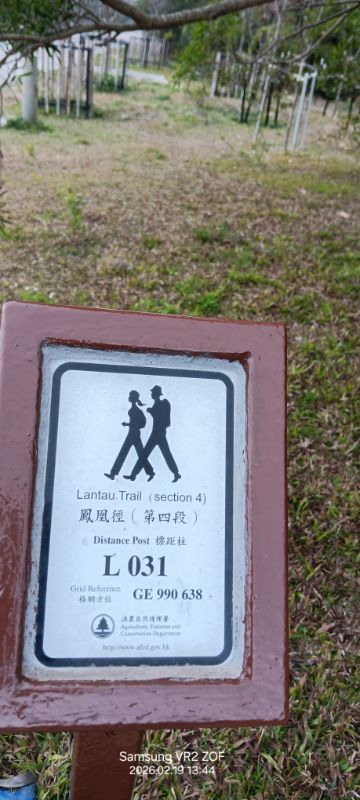 Lantau Trail (section 4)
鳳凰徑（第四段）
Distance Post 標距柱
L 031
Grid Reference
格網方位
GE 990 638
漁農自然護理署
Agriculture, Fisheries and
Conservation Department
http://www.afcd.gov.hk
Samsung VR2 ZOF
2026.02.19 13:44